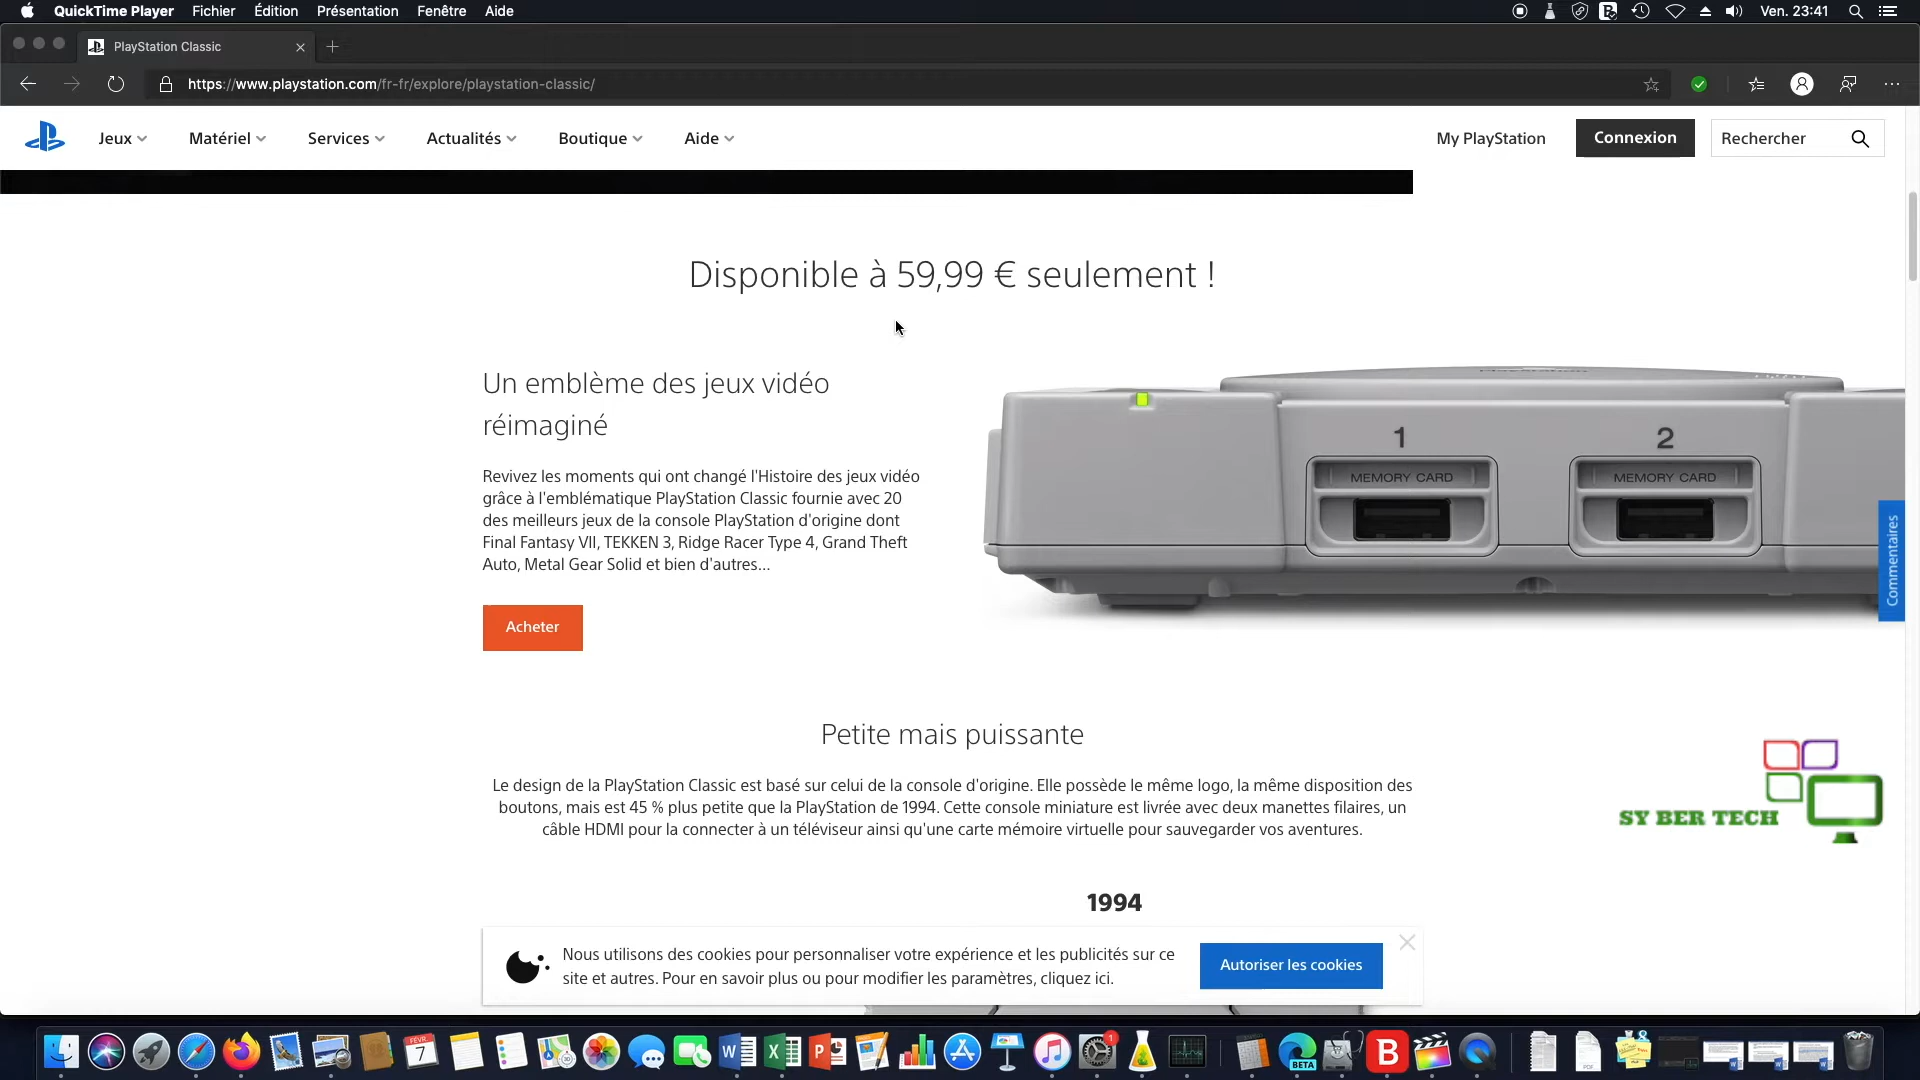 QuickTime Player Fichier Édition Présentation Fenêtre Aide Ven. 23:41
PlayStation Classic
https://www.playstation.com/fr-fr/explore/playstation-classic/
Jeux Matériel Services Actualités Boutique Aide My PlayStation Connexion Rechercher
Disponible à 59,99 € seulement !
Un emblème des jeux vidéo
réimaginé
Revivez les moments qui ont changé l'Histoire des jeux vidéo
grâce à l'emblématique PlayStation Classic fournie avec 20
des meilleurs jeux de la console PlayStation d'origine dont
Final Fantasy VII, TEKKEN 3, Ridge Racer Type 4, Grand Theft
Auto, Metal Gear Solid et bien d'autres...
Acheter
1 2
MEMORY CARD MEMORY CARD
Commentaires
Petite mais puissante
Le design de la PlayStation Classic est basé sur celui de la console d'origine. Elle possède le même logo, la même disposition des
boutons, mais est 45 % plus petite que la PlayStation de 1994. Cette console miniature est livrée avec deux manettes filaires, un
câble HDMI pour la connecter à un téléviseur ainsi qu'une carte mémoire virtuelle pour sauvegarder vos aventures.
SY BER TECH
1994
Nous utilisons des cookies pour personnaliser votre expérience et les publicités sur ce
site et autres. Pour en savoir plus ou pour modifier les paramètres, cliquez ici.
Autoriser les cookies
FÉVR.
7
W X P 1 BETA B